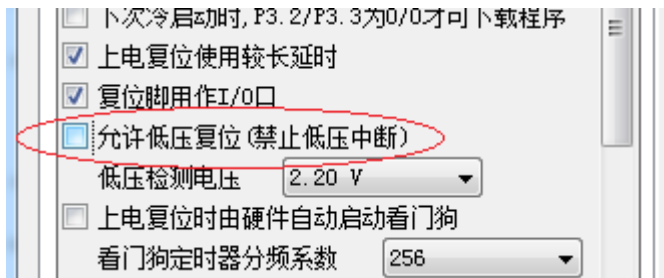 下次冷启动时,P3.2/P3.3为0/0才可下载程序
上电复位使用较长延时
复位脚用作I/O口
允许低压复位(禁止低压中断)
低压检测电压 2.20 V
上电复位时由硬件自动启动看门狗
看门狗定时器分频系数 256